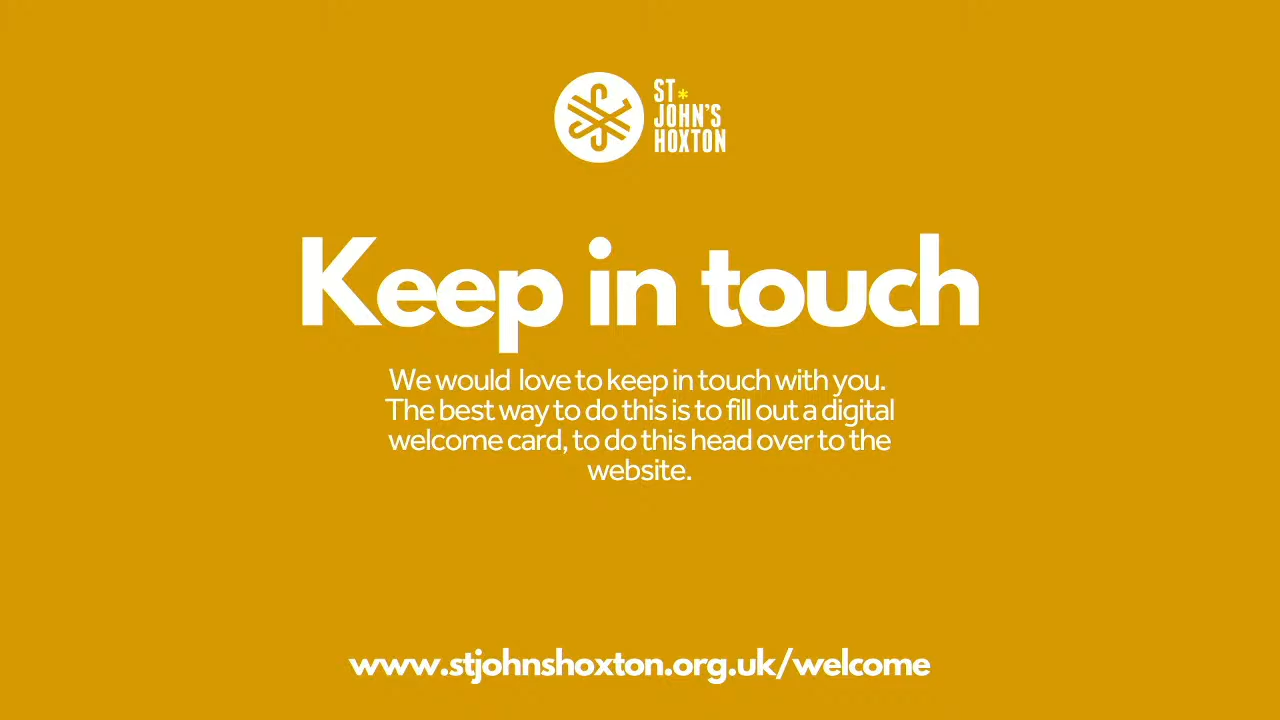 ST*
JOHN'S
HOXTON
Keep in touch
We would love to keep in touch with you.
The best way to do this is to fill out a digital
welcome card, to do this head over to the
website.
www.stjohnshoxton.org.uk/welcome